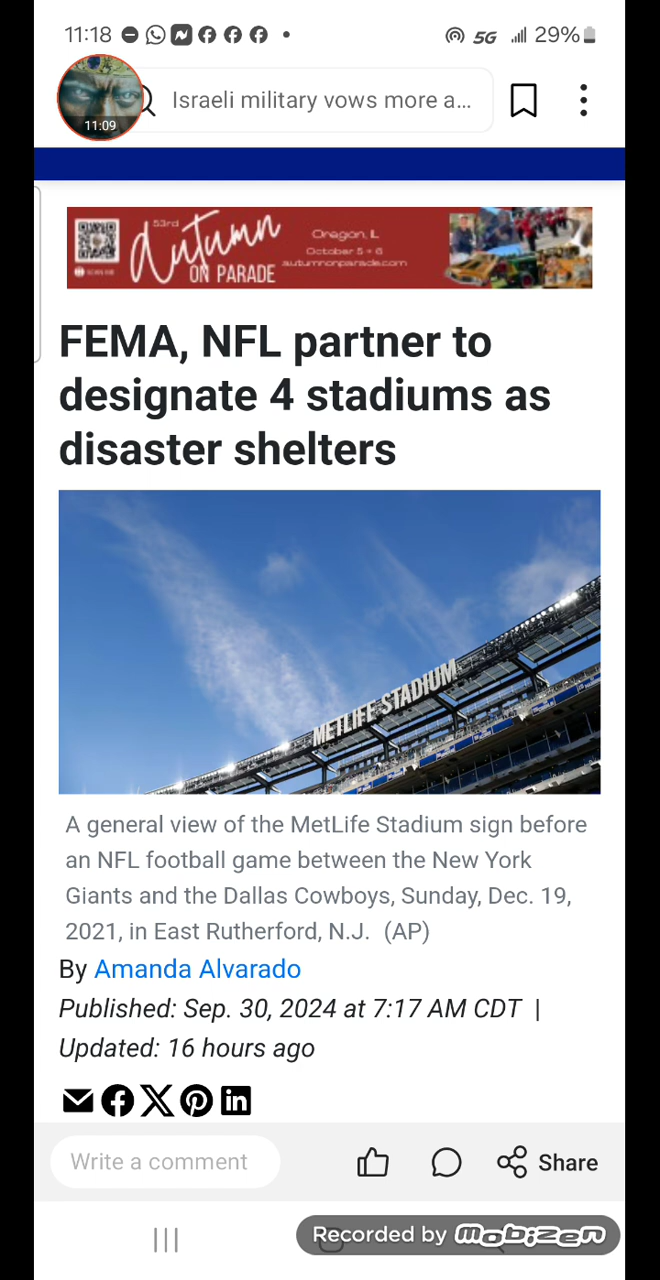 11:18
5G
29%
11:09
Israeli military vows more a...
53rd
Autumn
ON PARADE
Oregon, IL
October 5 + 6
autumnonparade.com
FEMA, NFL partner to
designate 4 stadiums as
disaster shelters
METLIFE STADIUM
A general view of the MetLife Stadium sign before
an NFL football game between the New York
Giants and the Dallas Cowboys, Sunday, Dec. 19,
2021, in East Rutherford, N.J. (AP)
By Amanda Alvarado
Published: Sep. 30, 2024 at 7:17 AM CDT |
Updated: 16 hours ago
Write a comment
Share
Recorded by mobizen